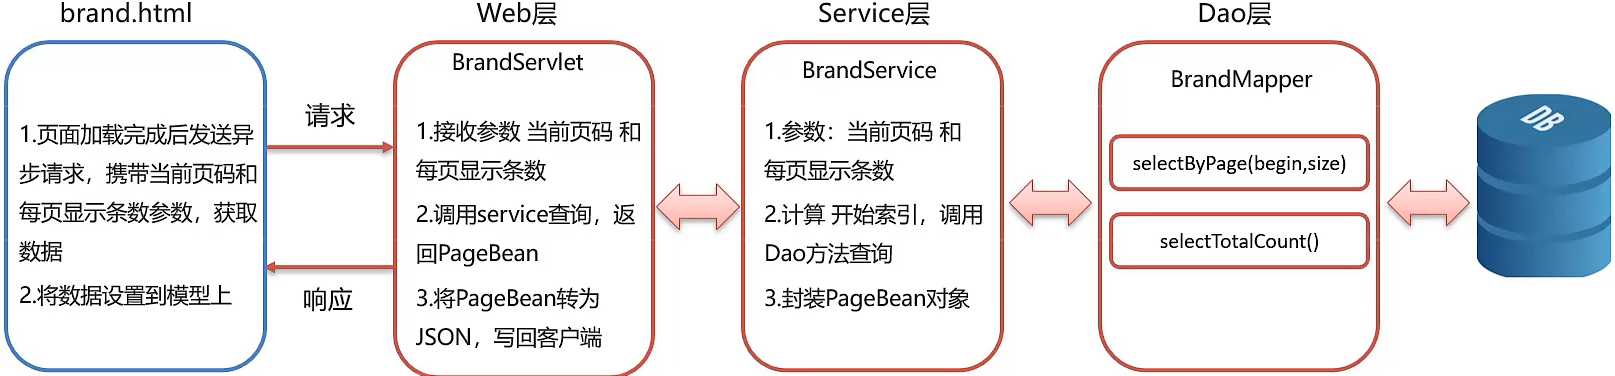 brand.html
1.页面加载完成后发送异
步请求，携带当前页码和
每页显示条数参数，获取
数据
2.将数据设置到模型上
请求
响应
Web层
BrandServlet
1.接收参数 当前页码 和
每页显示条数
2.调用service查询，返
回PageBean
3.将PageBean转为
JSON，写回客户端
Service层
BrandService
1.参数：当前页码 和
每页显示条数
2.计算 开始索引，调用
Dao方法查询
3.封装PageBean对象
Dao层
BrandMapper
selectByPage(begin,size)
selectTotalCount()
DB